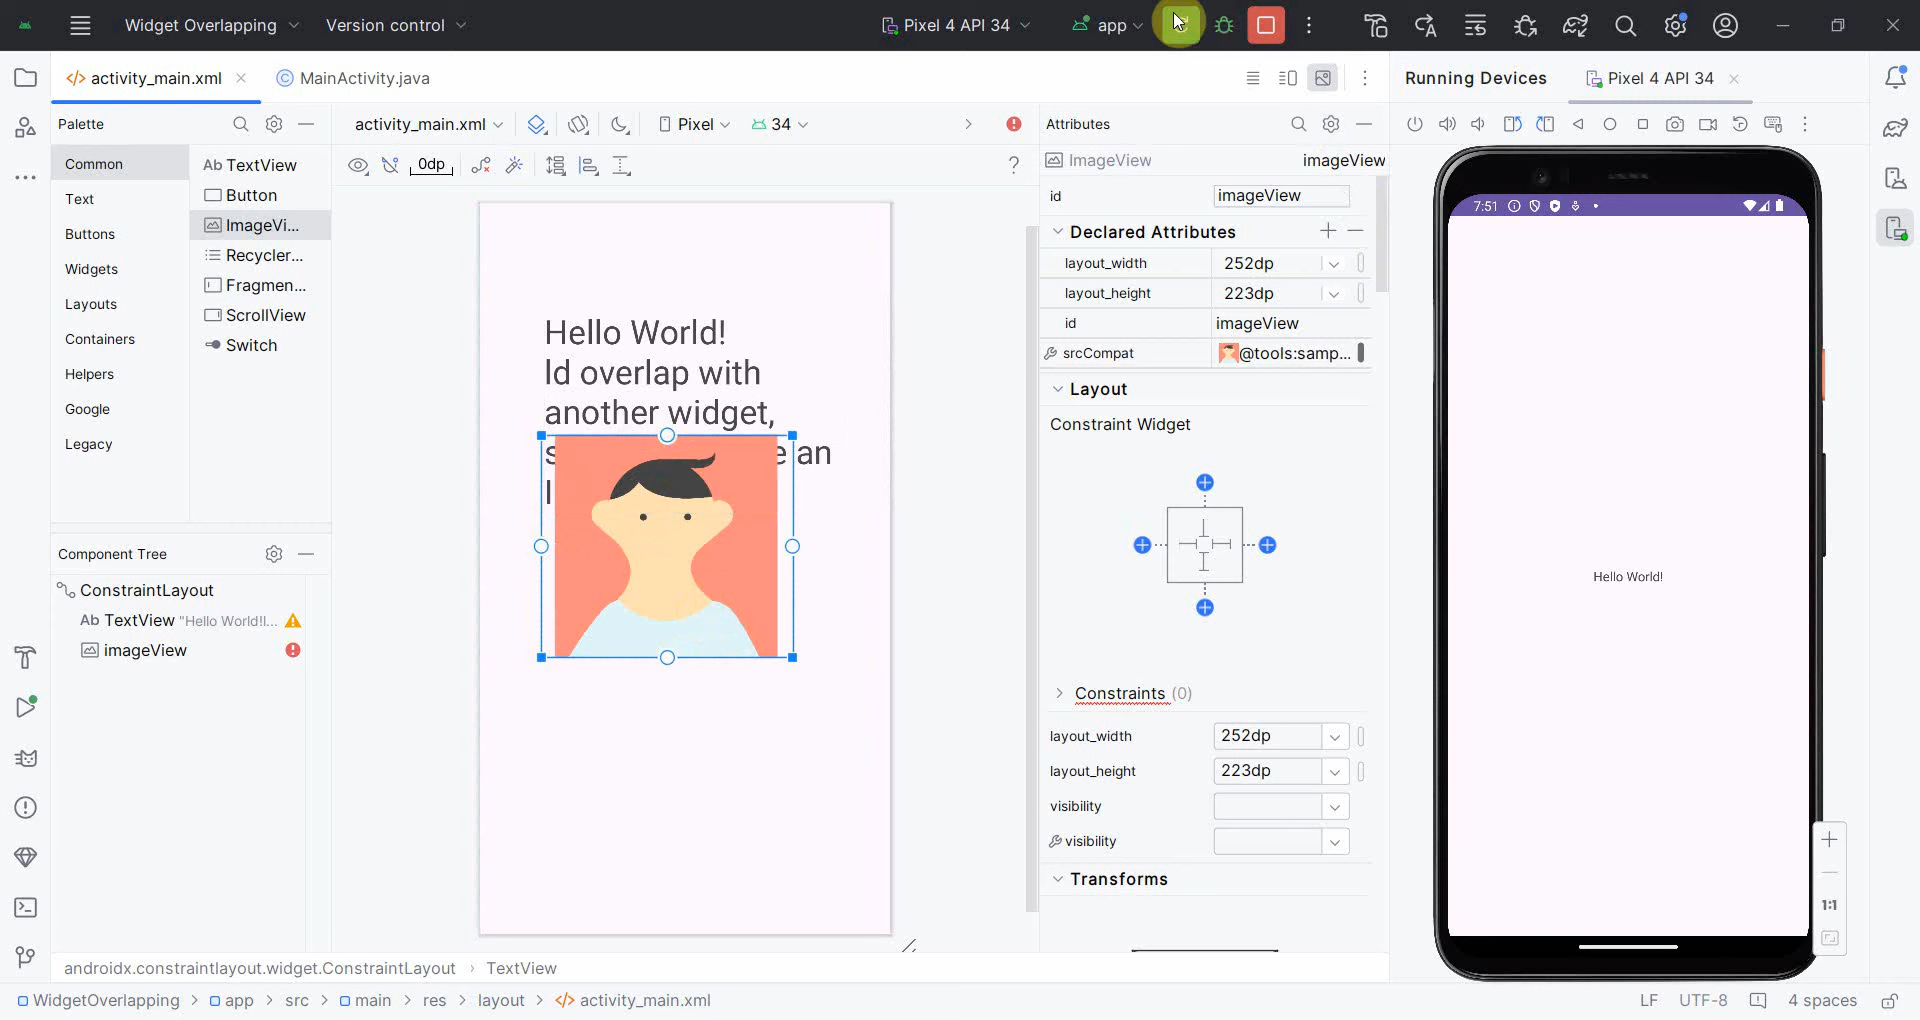 Widget Overlapping
Version control
Pixel 4 API 34
app
activity_main.xml
MainActivity.java
Running Devices
Pixel 4 API 34
Palette
activity_main.xml
Pixel
34
Attributes
Common
Text
Buttons
Widgets
Layouts
Containers
Helpers
Google
Legacy
Ab TextView
Button
ImageVi...
Recycler...
Fragmen...
ScrollView
Switch
0dp
?
Hello World!
ld overlap with
another widget,
an
ImageView
imageView
id
imageView
Declared Attributes
layout_width
252dp
layout_height
223dp
id
imageView
srcCompat
@tools:samp...
Layout
Constraint Widget
Constraints (0)
layout_width
252dp
layout_height
223dp
visibility
visibility
Transforms
7:51
Hello World!
1:1
Component Tree
ConstraintLayout
Ab TextView "Hello World!l...
imageView
androidx.constraintlayout.widget.ConstraintLayout > TextView
WidgetOverlapping > app > src > main > res > layout > activity_main.xml
LF
UTF-8
4 spaces